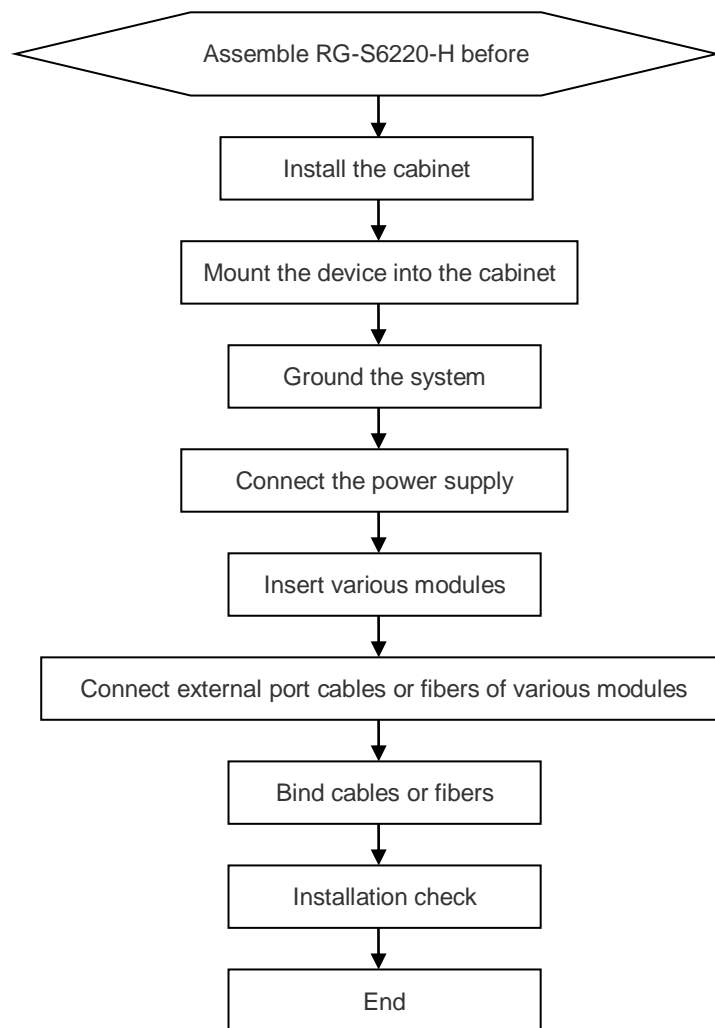 Assemble RG-S6220-H before
Install the cabinet
Mount the device into the cabinet
Ground the system
Connect the power supply
Insert various modules
Connect external port cables or fibers of various modules
Bind cables or fibers
Installation check
End